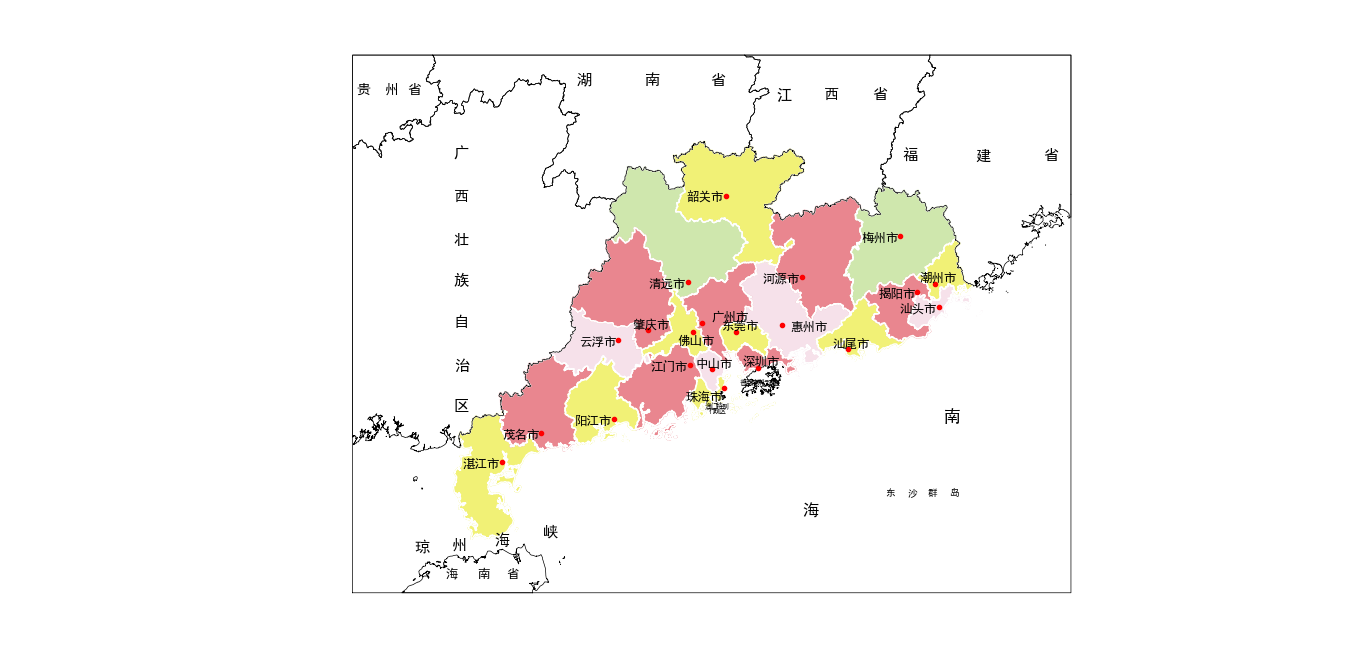 贵州省
湖南省
江西省
福建省
广西壮族自治区
韶关市
梅州市
清远市
河源市
潮州市
揭阳市
汕头市
肇庆市
广州市
东莞市
惠州市
云浮市
佛山市
汕尾市
江门市
中山市
深圳市
珠海市
阳江市
茂名市
湛江市
南海
东沙群岛
琼州海峡
海南省